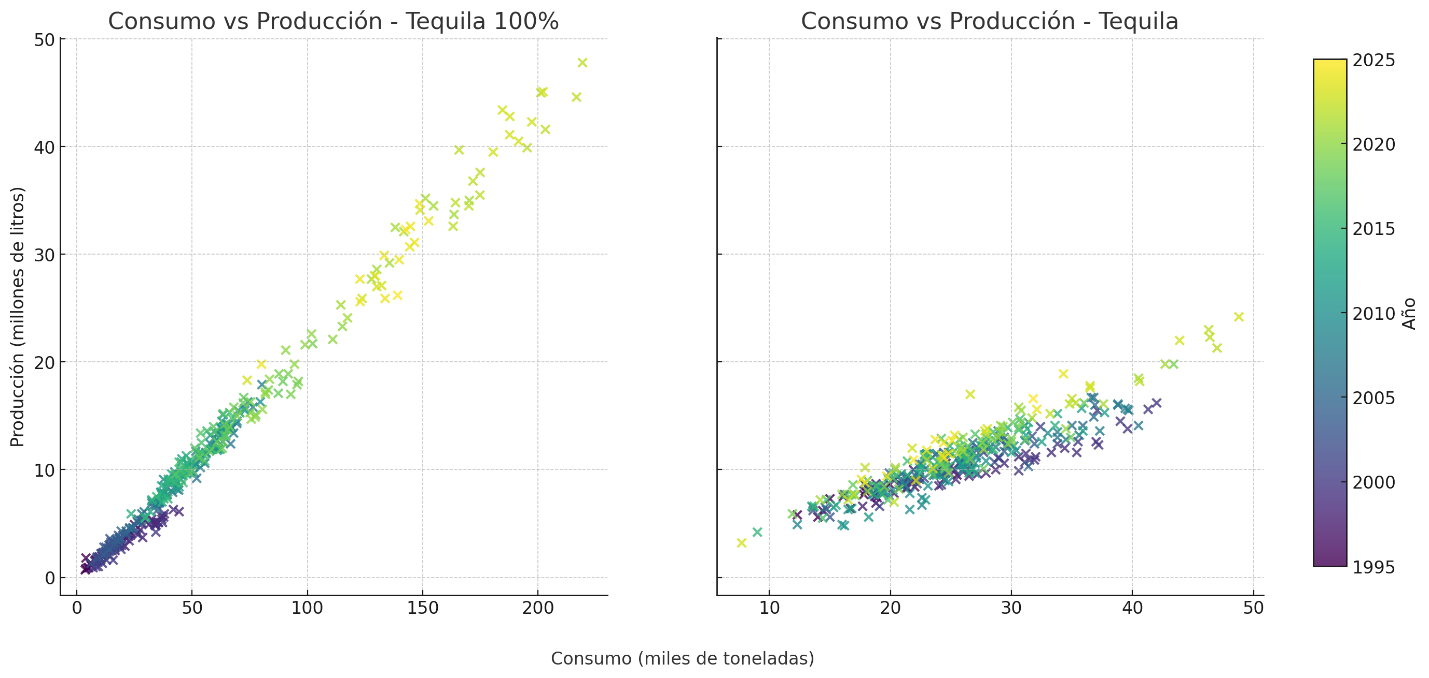 Consumo vs Producción - Tequila 100%
Consumo vs Producción - Tequila
Producción (millones de litros)
50
40
30
20
10
0
0 50 100 150 200
10 20 30 40 50
Consumo (miles de toneladas)
2025
2020
2015
2010
2005
2000
1995
Año